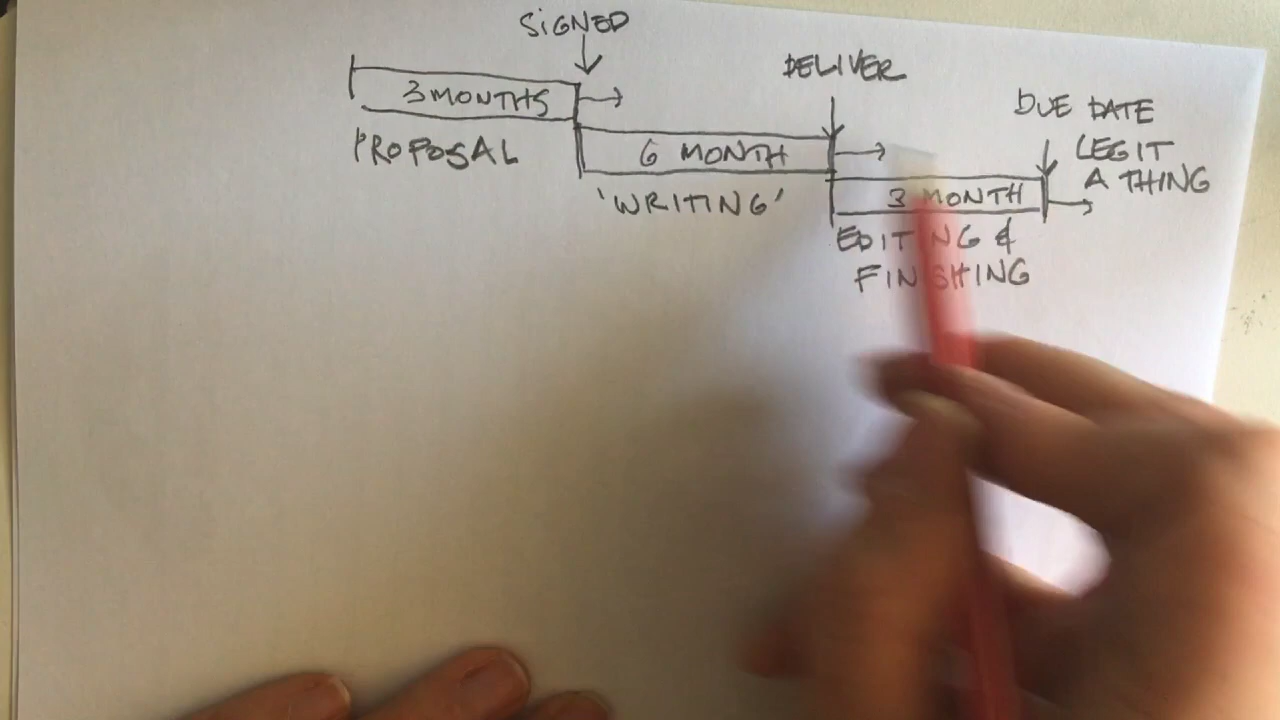 SIGNED
3 MONTHS
PROPOSAL
DELIVER
6 MONTH
'WRITING'
DUE DATE
LEGIT
A THING
3 MONTH
EDITING &
FINISHING